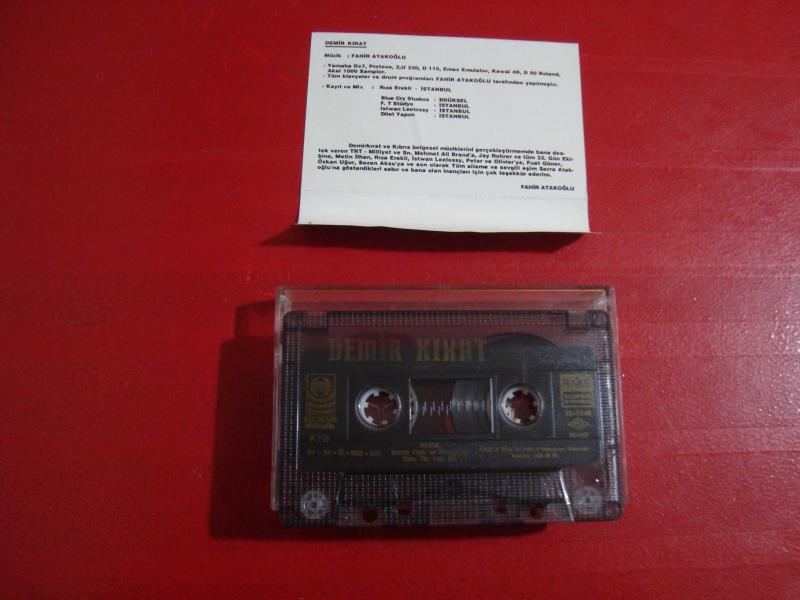 DEMİR KIRAT
Müzik : FAHİR ATAKOĞLU
- Yamaha Dx7, Proteus, 2,U 220, D 110, Emax Emulator, Kawai 4R, D 50 Roland,
Akai 1000 Sampler.
- Tüm klavyeler ve drum programları FAHİR ATAKOĞLU tarafından yapılmıştır.
- Kayıt ve Mix : Rıza Erekli - İSTANBUL
Blue Cry Studios - BRÜKSEL
F. T Stüdyo - İSTANBUL
Istwan Leelossy - İSTANBUL
Düet Yapım - İSTANBUL
Demirkırat ve Kıbrıs belgesel müziklerini gerçekleştirmemde bana des-
tek veren TRT - Milliyet ve Sn. Mehmet Ali Brand'a, Jay Rohrer ve tüm 32, Gün Eki-
bine, Metin İlhan, Rıza Erekli, İstwan Leelossy, Peter ve Olivier'ye, Fuat Güner,
Özkan Uğur, Sezen Aksu'ya ve son olarak Tüm aileme ve sevgili eşim Serra Atak-
oğlu'na gösterdikleri sabır ve bana olan inançları için çok teşekkür ederim.
FAHİR ATAKOĞLU
DEMİR KIRAT
RAKS
KODA
MÜZİK
KTB
KODA